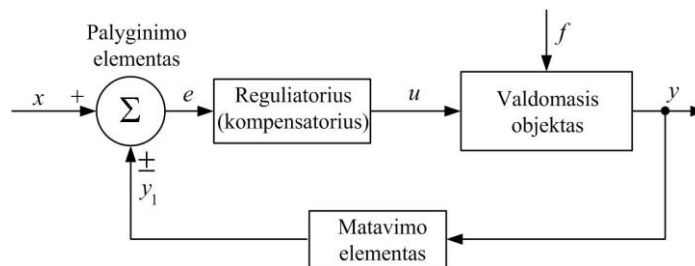 Palyginimo
elementas
f
x
+
Σ
e
Reguliatorius
(kompensatorius)
u
Valdomasis
objektas
y
±
y₁
Matavimo
elementas